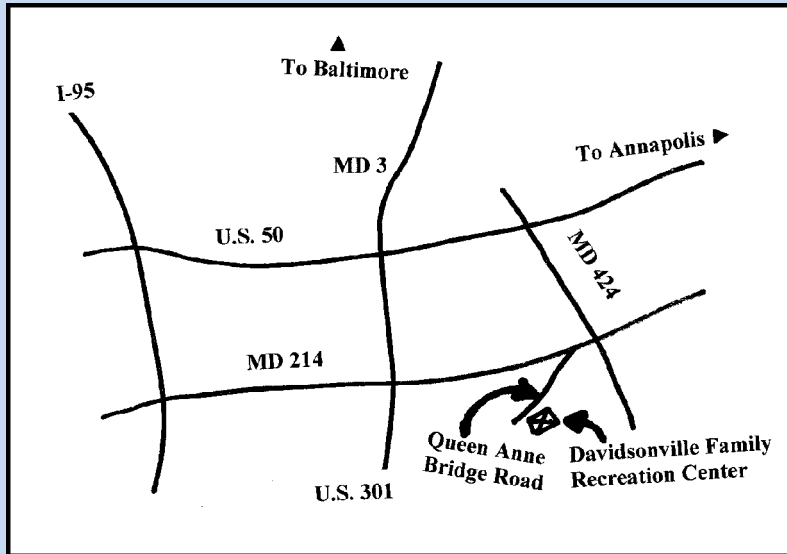 To Baltimore
I-95
MD 3
To Annapolis
U.S. 50
MD 424
MD 214
Queen Anne
Bridge Road
Davidsonville Family
Recreation Center
U.S. 301